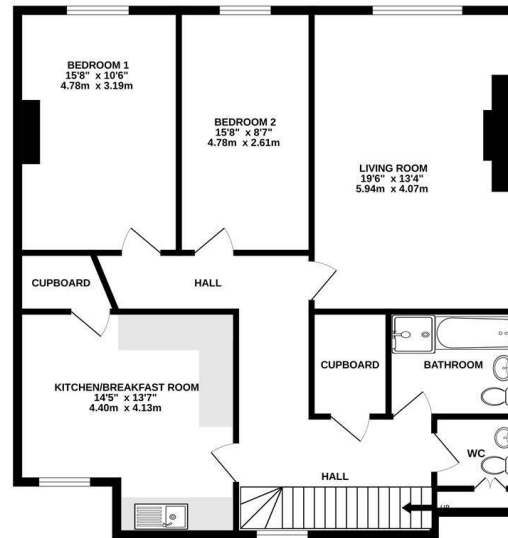 BEDROOM 1
15'8" x 10'6"
4.78m x 3.19m
BEDROOM 2
15'8" x 8'7"
4.78m x 2.61m
LIVING ROOM
19'6" x 13'4"
5.94m x 4.07m
CUPBOARD
HALL
CUPBOARD
BATHROOM
KITCHEN/BREAKFAST ROOM
14'5" x 13'7"
4.40m x 4.13m
WC
HALL
UP